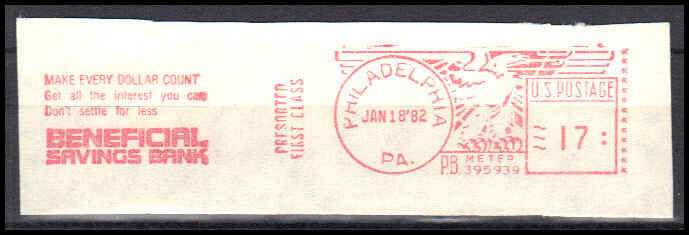 MAKE EVERY DOLLAR COUNT
Get all the interest you can
Don't settle for less
BENEFICIAL
SAVINGS BANK
PRESORTED
FIRST CLASS
PHILADELPHIA
JAN 18 '82
PA.
U.S. POSTAGE
17
P.B. METER
395939